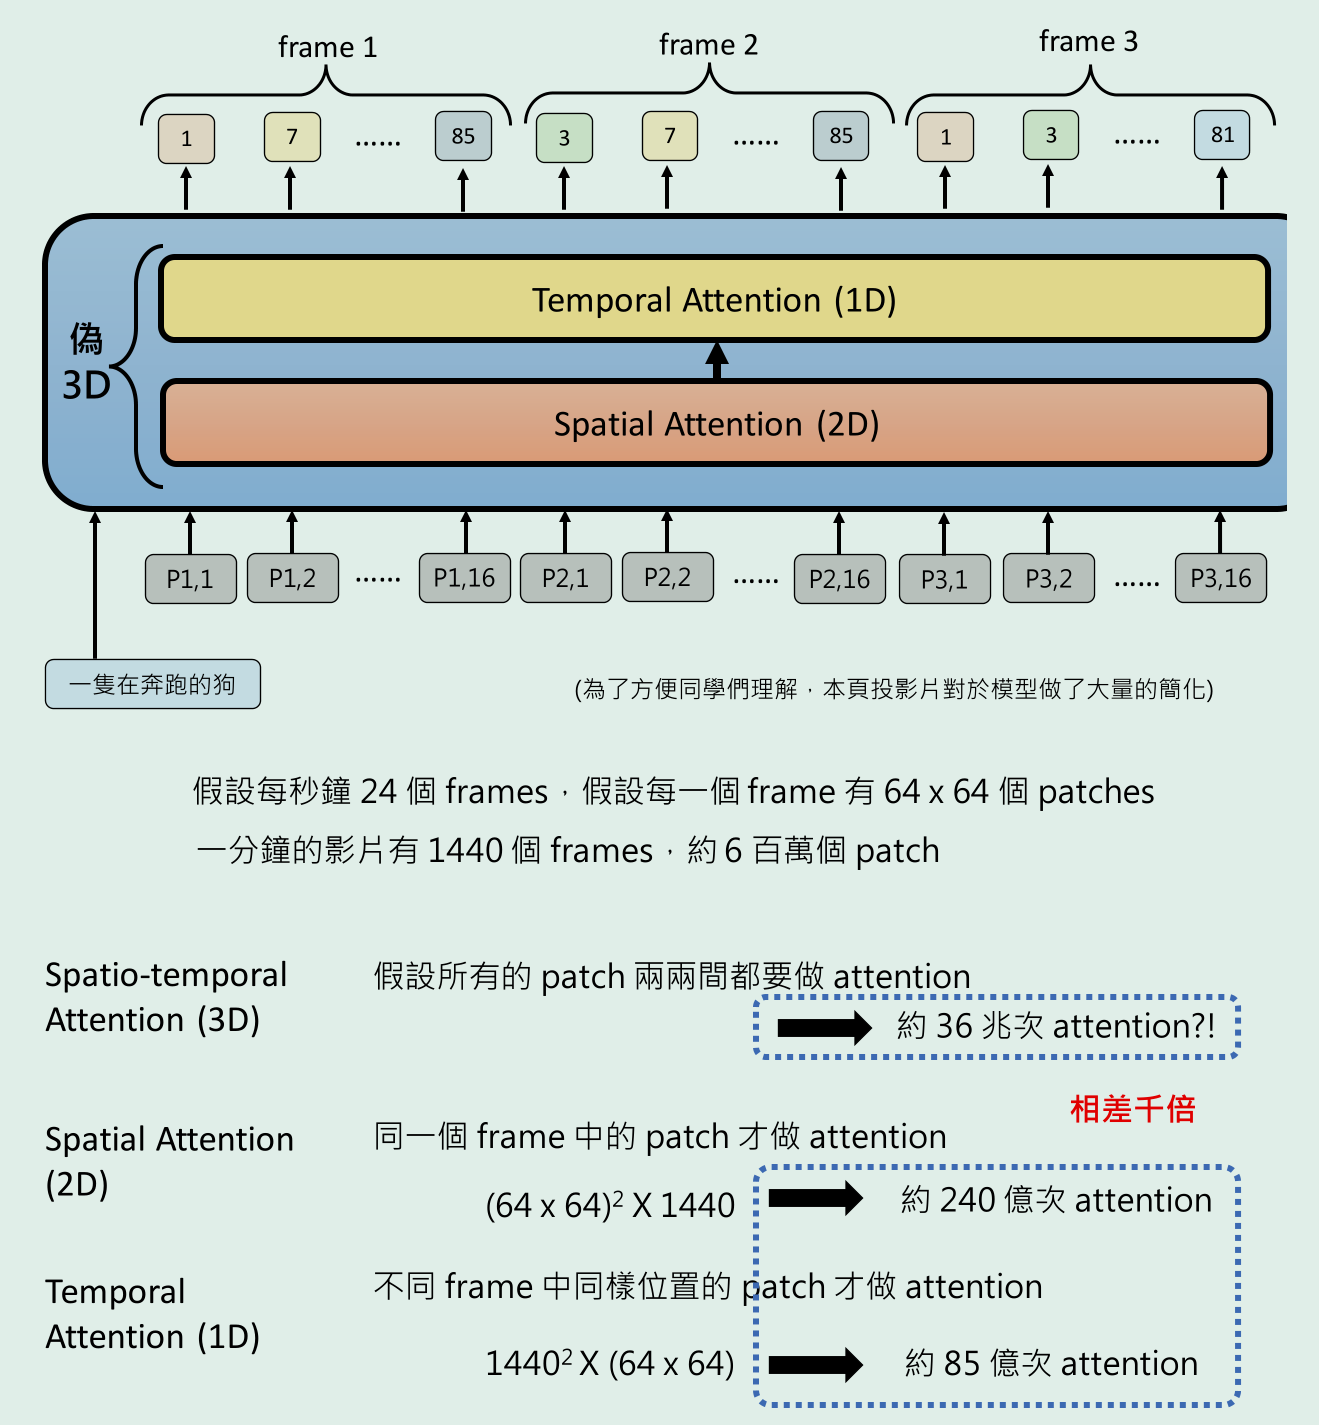 frame 1 frame 2 frame 3
1 7 ...... 85 3 7 ...... 85 1 3 ...... 81
Temporal Attention (1D)
偽
3D
Spatial Attention (2D)
P1,1 P1,2 ...... P1,16 P2,1 P2,2 ...... P2,16 P3,1 P3,2 ...... P3,16
一隻在奔跑的狗
(為了方便同學們理解，本頁投影片對於模型做了大量的簡化)
假設每秒鐘 24 個 frames，假設每一個 frame 有 64 x 64 個 patches
一分鐘的影片有 1440 個 frames，約 6 百萬個 patch
Spatio-temporal
Attention (3D)
假設所有的 patch 兩兩間都要做 attention
約 36 兆次 attention?!
相差千倍
Spatial Attention
(2D)
同一個 frame 中的 patch 才做 attention
(64 x 64)² X 1440
約 240 億次 attention
Temporal
Attention (1D)
不同 frame 中同樣位置的 patch 才做 attention
1440² X (64 x 64)
約 85 億次 attention